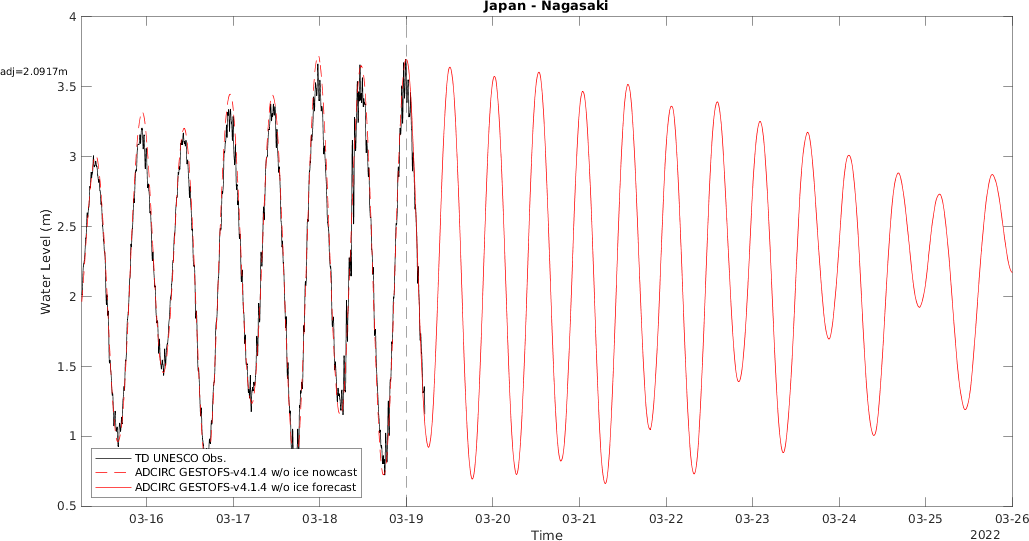 Japan - Nagasaki
adj=2.0917m
Water Level (m)
4
3.5
3
2.5
2
1.5
1
0.5
TD UNESCO Obs.
ADCIRC GESTOFS-v4.1.4 w/o ice nowcast
ADCIRC GESTOFS-v4.1.4 w/o ice forecast
03-16 03-17 03-18 03-19 03-20 03-21 03-22 03-23 03-24 03-25 03-26
Time
2022